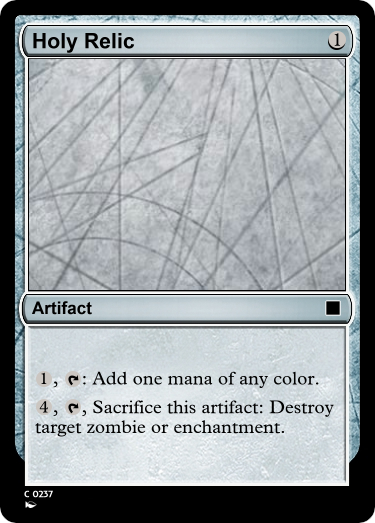 Holy Relic 1
Artifact
1, : Add one mana of any color.
4, , Sacrifice this artifact: Destroy
target zombie or enchantment.
C 0237